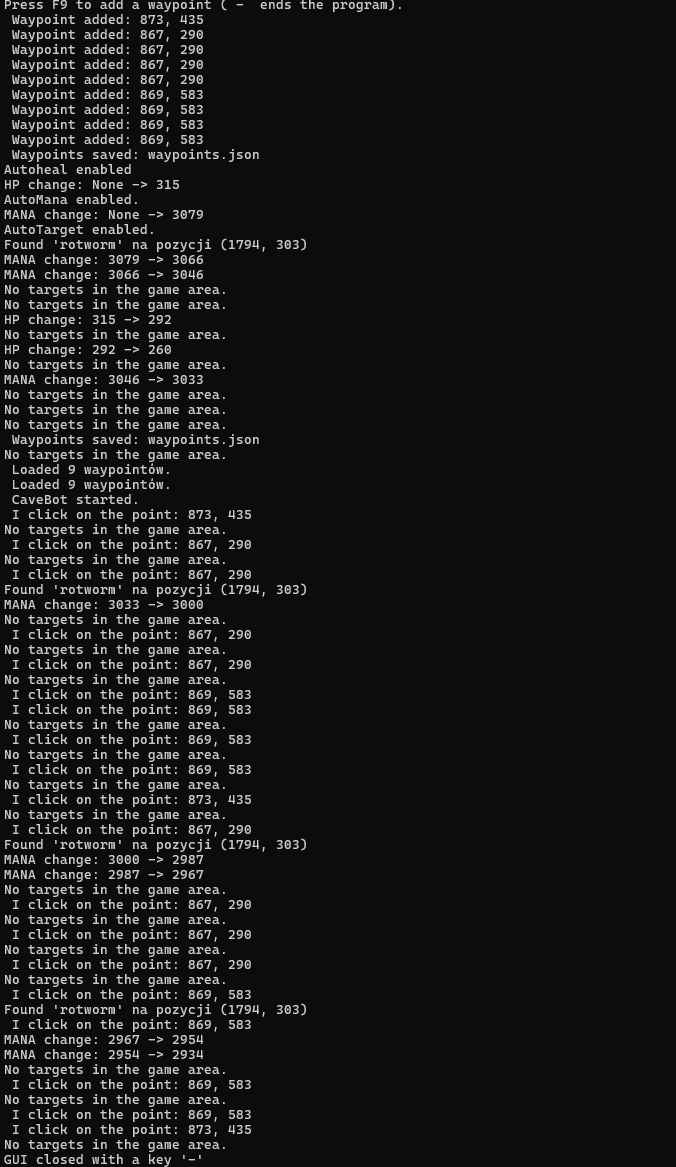 Press F9 to add a waypoint ( -  ends the program).
Waypoint added: 873, 435
Waypoint added: 867, 290
Waypoint added: 867, 290
Waypoint added: 867, 290
Waypoint added: 867, 290
Waypoint added: 869, 583
Waypoint added: 869, 583
Waypoint added: 869, 583
Waypoint added: 869, 583
Waypoints saved: waypoints.json
Autoheal enabled
HP change: None -> 315
AutoMana enabled.
MANA change: None -> 3079
AutoTarget enabled.
Found 'rotworm' na pozycji (1794, 303)
MANA change: 3079 -> 3066
MANA change: 3066 -> 3046
No targets in the game area.
No targets in the game area.
HP change: 315 -> 292
No targets in the game area.
HP change: 292 -> 260
No targets in the game area.
MANA change: 3046 -> 3033
No targets in the game area.
No targets in the game area.
No targets in the game area.
Waypoints saved: waypoints.json
No targets in the game area.
Loaded 9 waypointów.
Loaded 9 waypointów.
CaveBot started.
I click on the point: 873, 435
No targets in the game area.
I click on the point: 867, 290
No targets in the game area.
I click on the point: 867, 290
Found 'rotworm' na pozycji (1794, 303)
MANA change: 3033 -> 3000
No targets in the game area.
I click on the point: 867, 290
No targets in the game area.
I click on the point: 867, 290
No targets in the game area.
I click on the point: 869, 583
I click on the point: 869, 583
No targets in the game area.
I click on the point: 869, 583
No targets in the game area.
I click on the point: 869, 583
No targets in the game area.
I click on the point: 873, 435
No targets in the game area.
I click on the point: 867, 290
Found 'rotworm' na pozycji (1794, 303)
MANA change: 3000 -> 2987
MANA change: 2987 -> 2967
No targets in the game area.
I click on the point: 867, 290
No targets in the game area.
I click on the point: 867, 290
No targets in the game area.
I click on the point: 867, 290
No targets in the game area.
I click on the point: 869, 583
Found 'rotworm' na pozycji (1794, 303)
I click on the point: 869, 583
MANA change: 2967 -> 2954
MANA change: 2954 -> 2934
No targets in the game area.
I click on the point: 869, 583
No targets in the game area.
I click on the point: 869, 583
I click on the point: 873, 435
No targets in the game area.
GUI closed with a key '-'